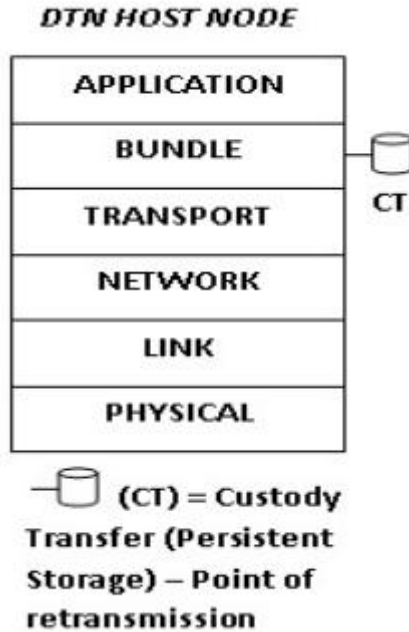 DTN HOST NODE
APPLICATION
BUNDLE
CT
TRANSPORT
NETWORK
LINK
PHYSICAL
(CT) = Custody
Transfer (Persistent
Storage) – Point of
retransmission